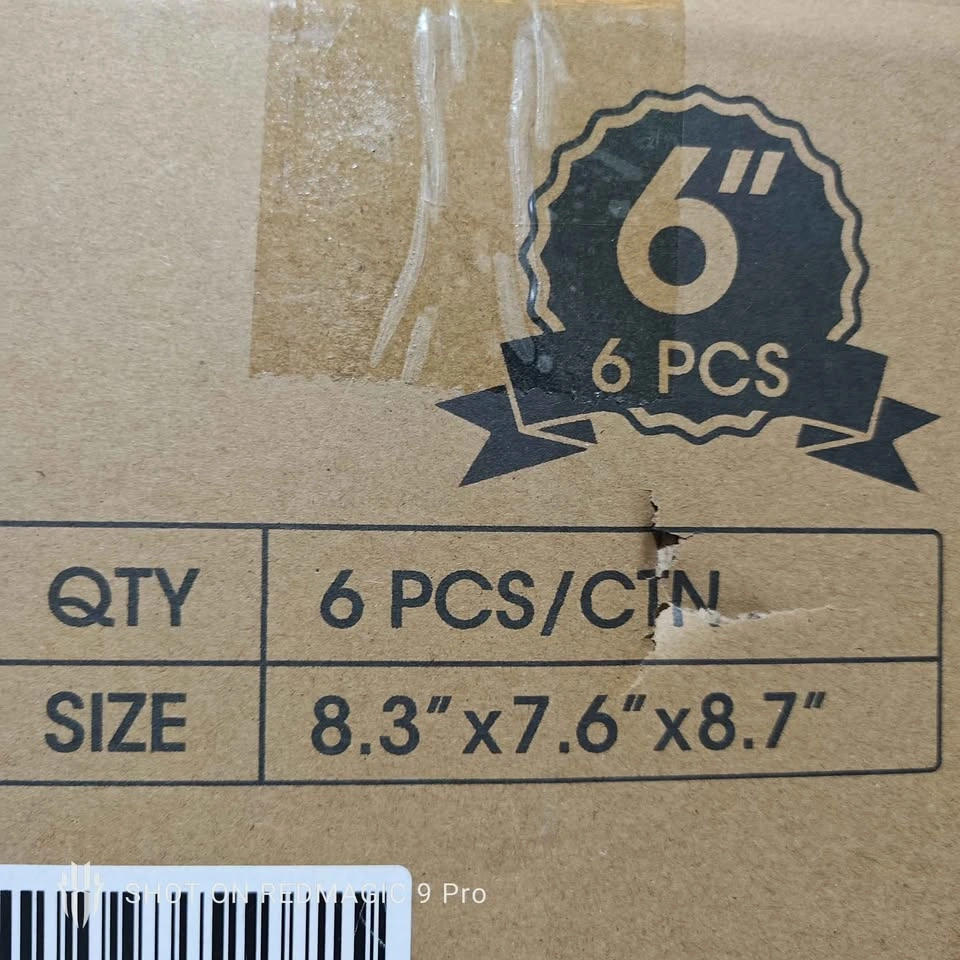 6"
6 PCS
QTY 6 PCS/CTN
SIZE 8.3"x7.6"x8.7"
SHOT ON REDMAGIC 9 Pro